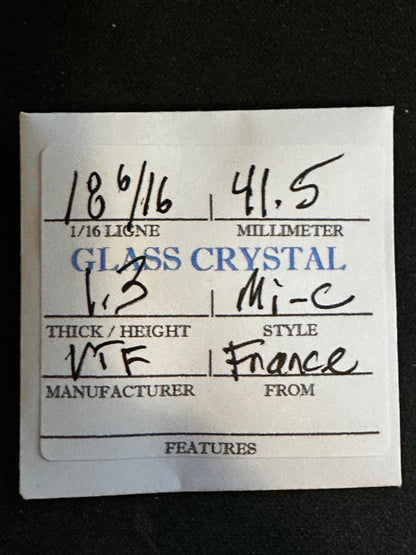 18 6/16 41.5
1/16 LIGNE MILLIMETER
GLASS CRYSTAL
1.3 Mi-C
THICK / HEIGHT STYLE
VTF France
MANUFACTURER FROM
FEATURES